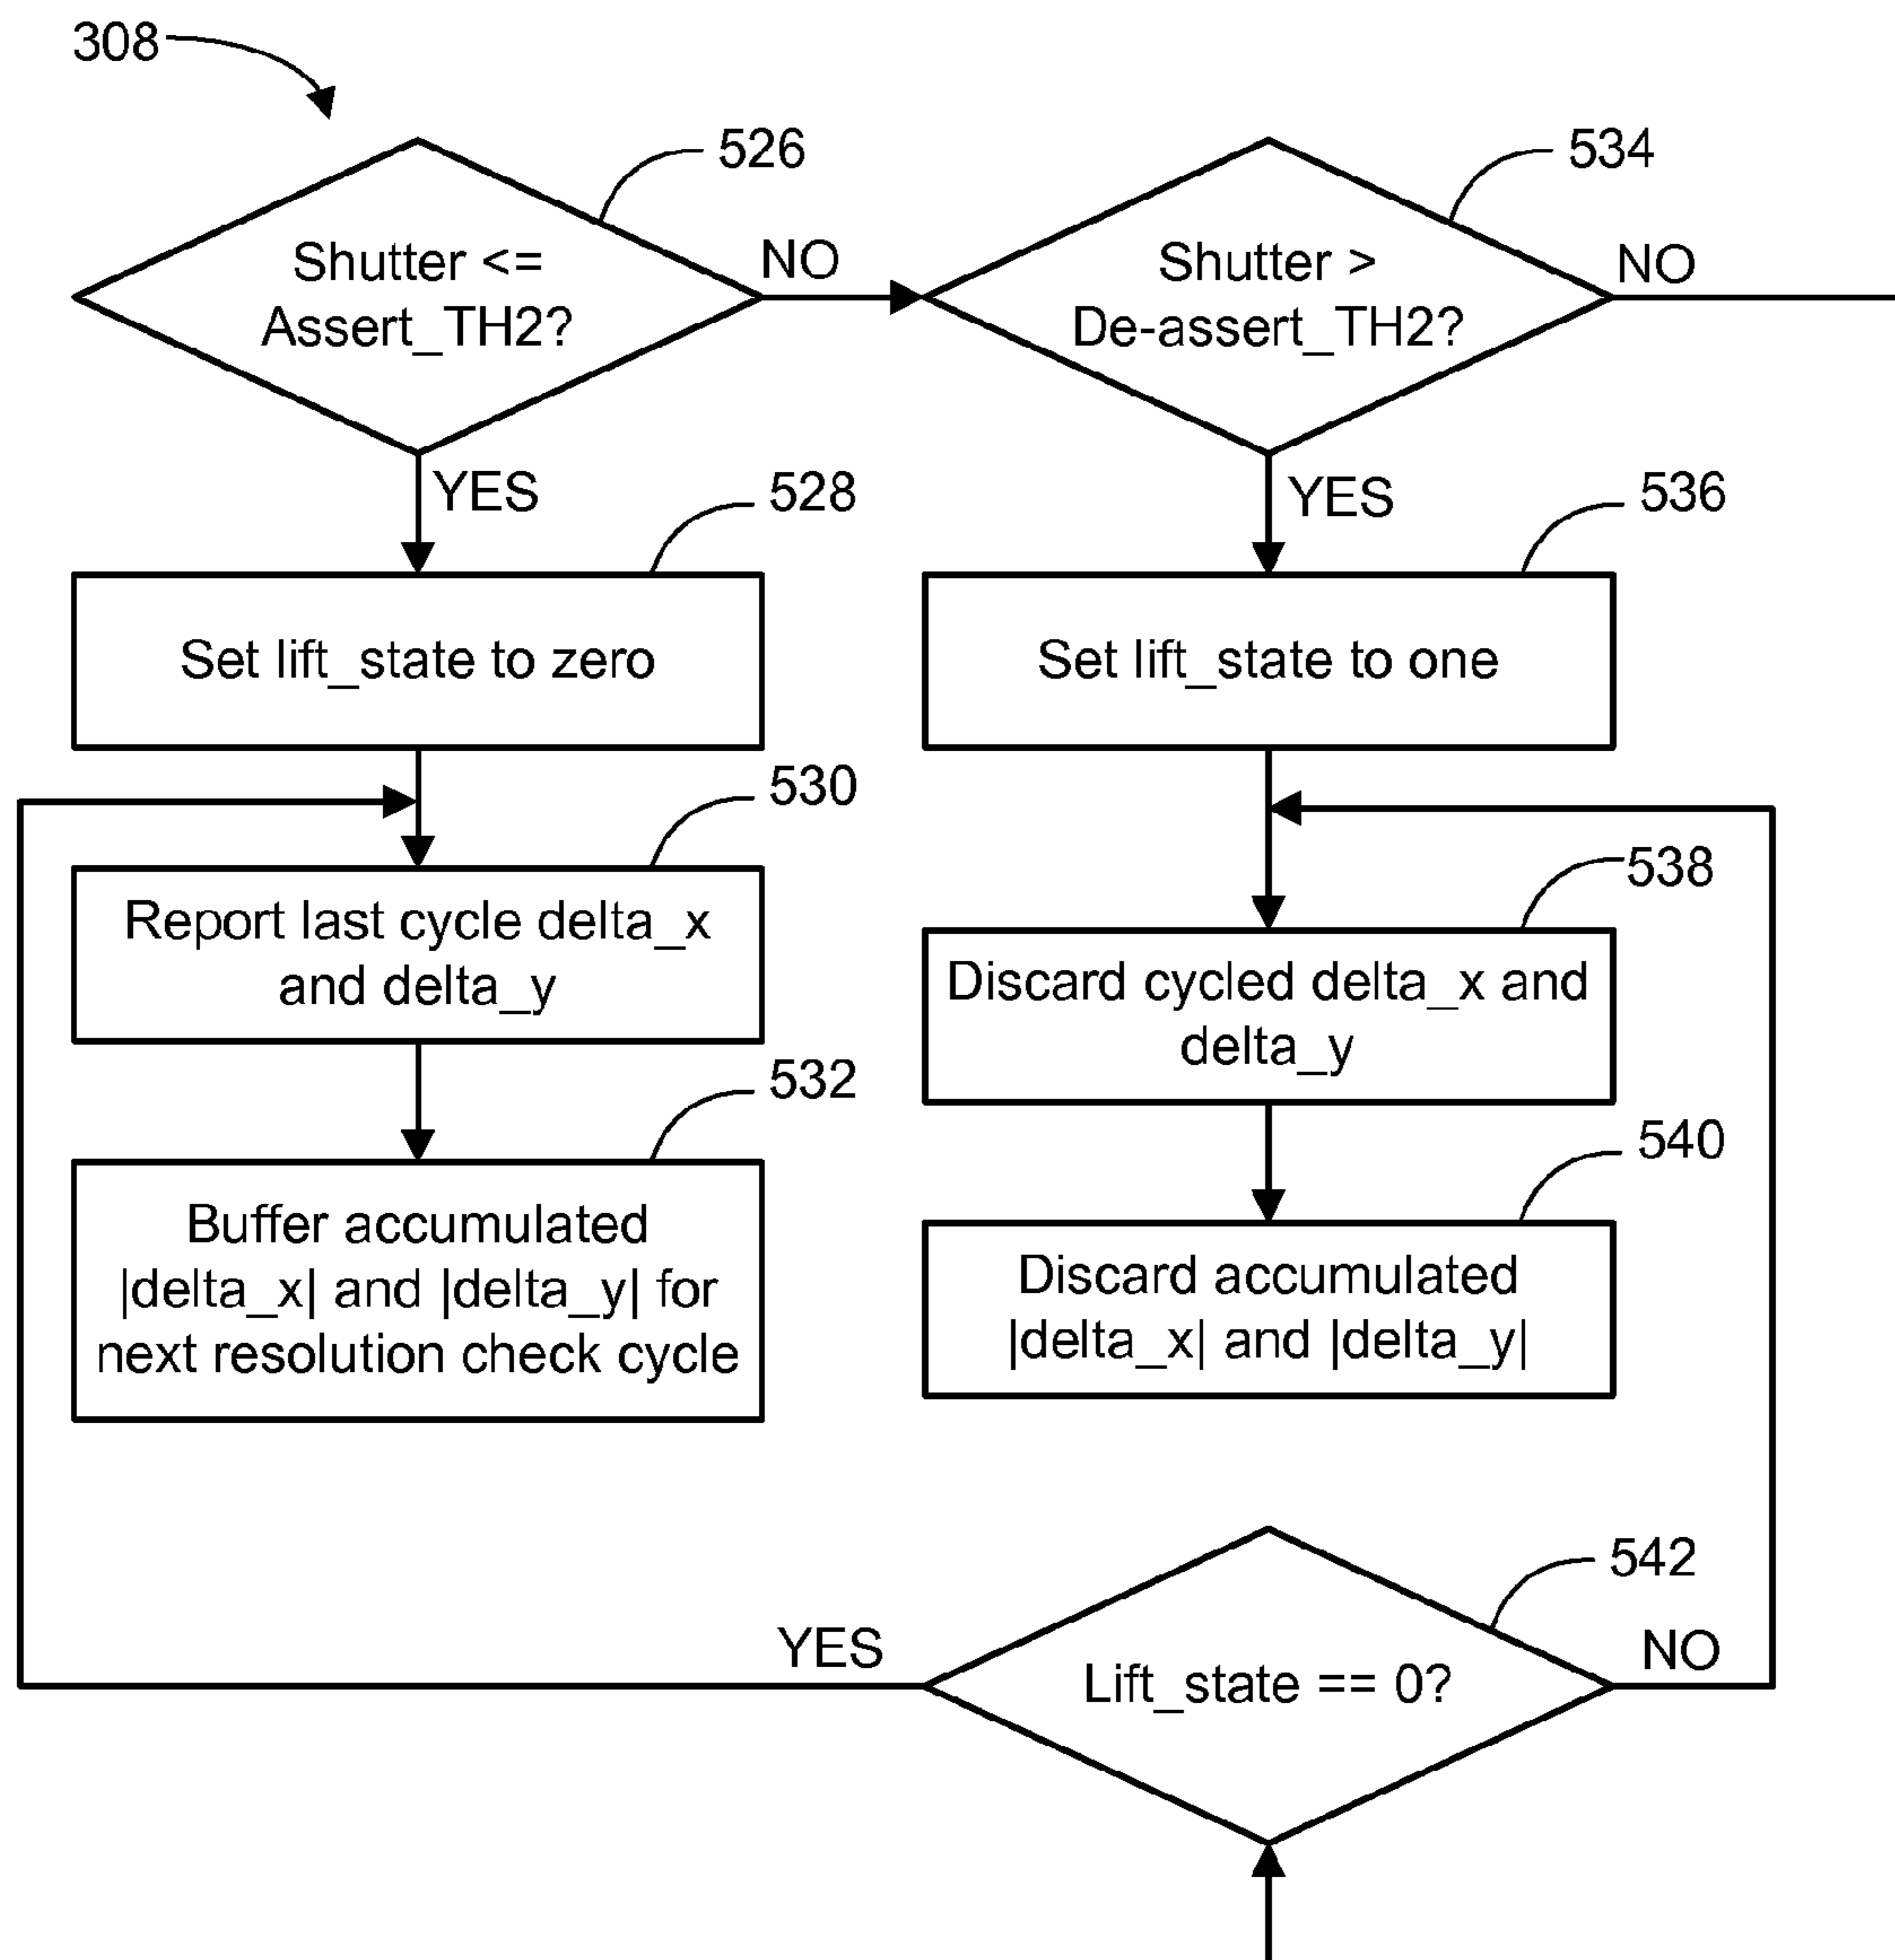 308
526
Shutter <=
Assert_TH2?
NO
YES
528
Set lift_state to zero
530
Report last cycle delta_x
and delta_y
532
Buffer accumulated
|delta_x| and |delta_y| for
next resolution check cycle
534
Shutter >
De-assert_TH2?
NO
YES
536
Set lift_state to one
538
Discard cycled delta_x and
delta_y
540
Discard accumulated
|delta_x| and |delta_y|
542
Lift_state == 0?
YES
NO